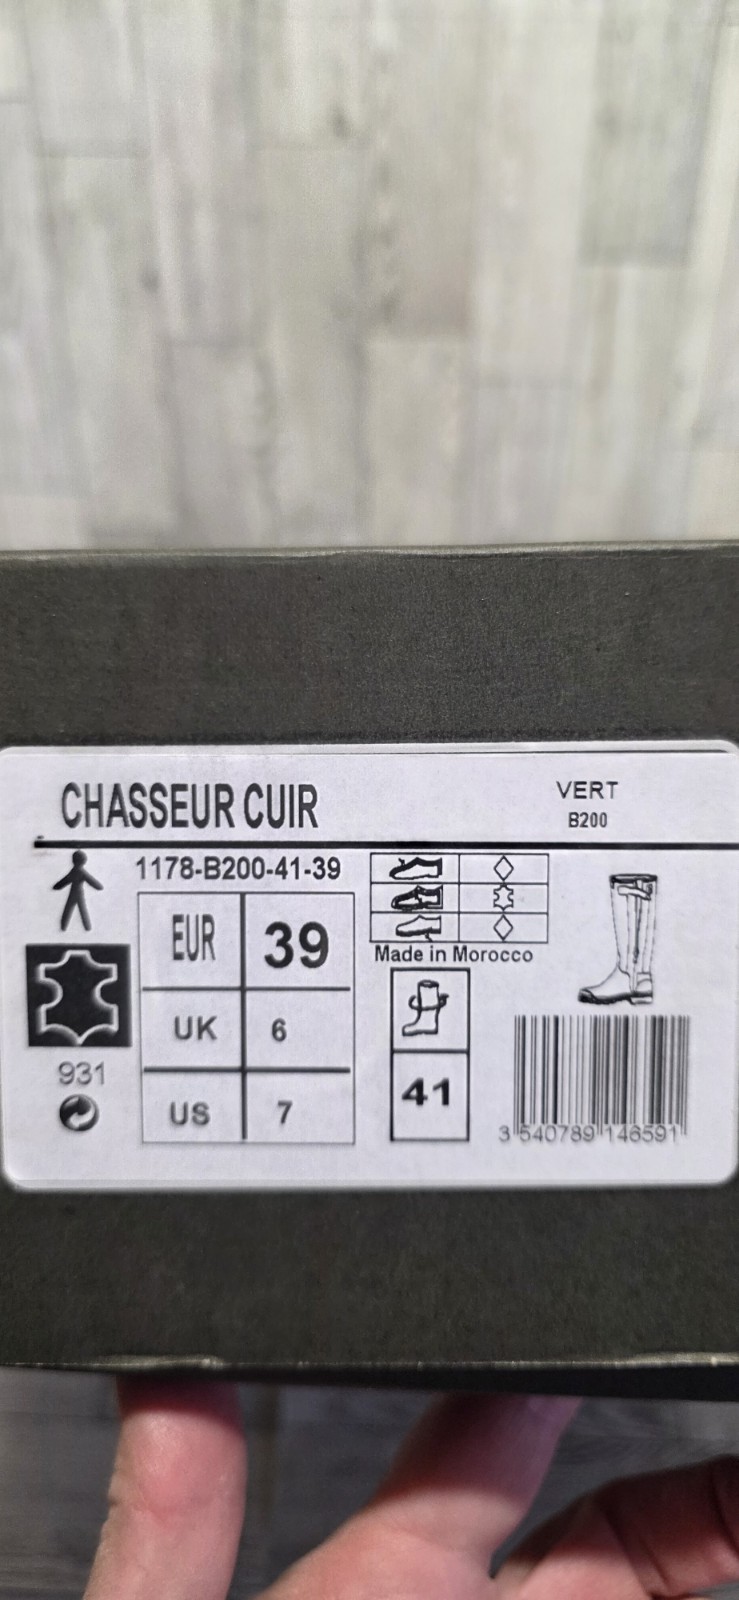 CHASSEUR CUIR
VERT
B200
1178-B200-41-39
EUR 39
UK 6
US 7
931
Made in Morocco
41
3 540789 146591